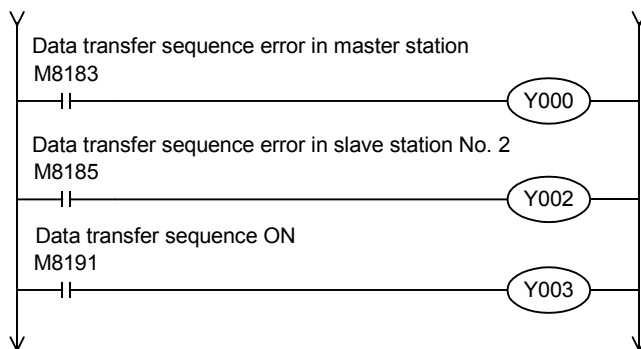 Data transfer sequence error in master station
M8183
Y000
Data transfer sequence error in slave station No. 2
M8185
Y002
Data transfer sequence ON
M8191
Y003